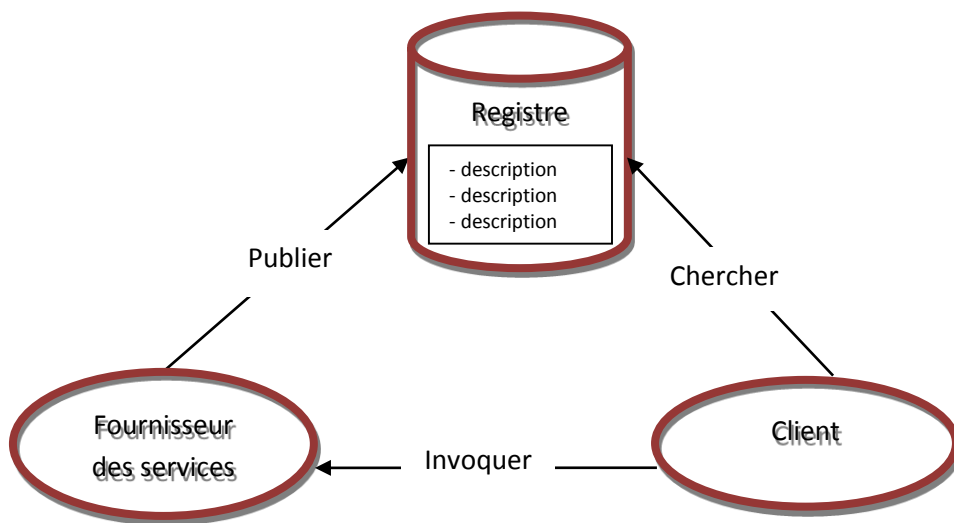 Registre
- description
- description
- description
Publier
Chercher
Fournisseur
des services
Invoquer
Client